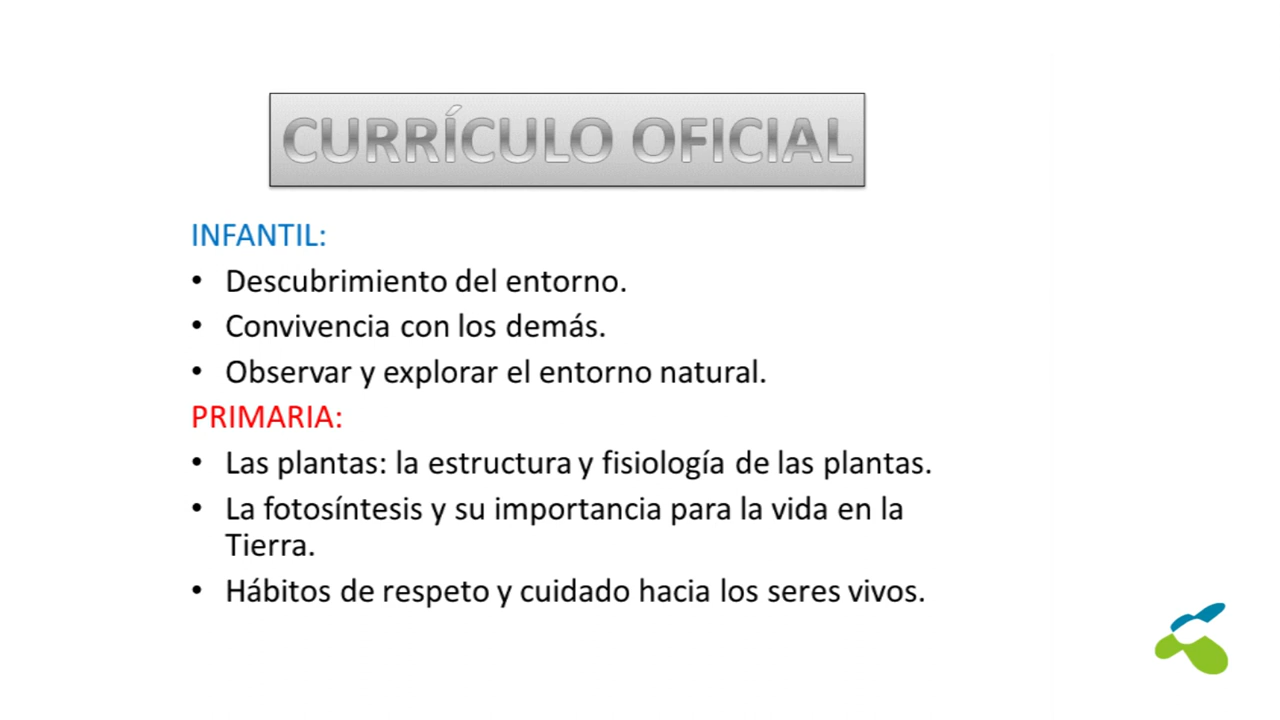 CURRÍCULO OFICIAL
INFANTIL:
• Descubrimiento del entorno.
• Convivencia con los demás.
• Observar y explorar el entorno natural.
PRIMARIA:
• Las plantas: la estructura y fisiología de las plantas.
• La fotosíntesis y su importancia para la vida en la
Tierra.
• Hábitos de respeto y cuidado hacia los seres vivos.